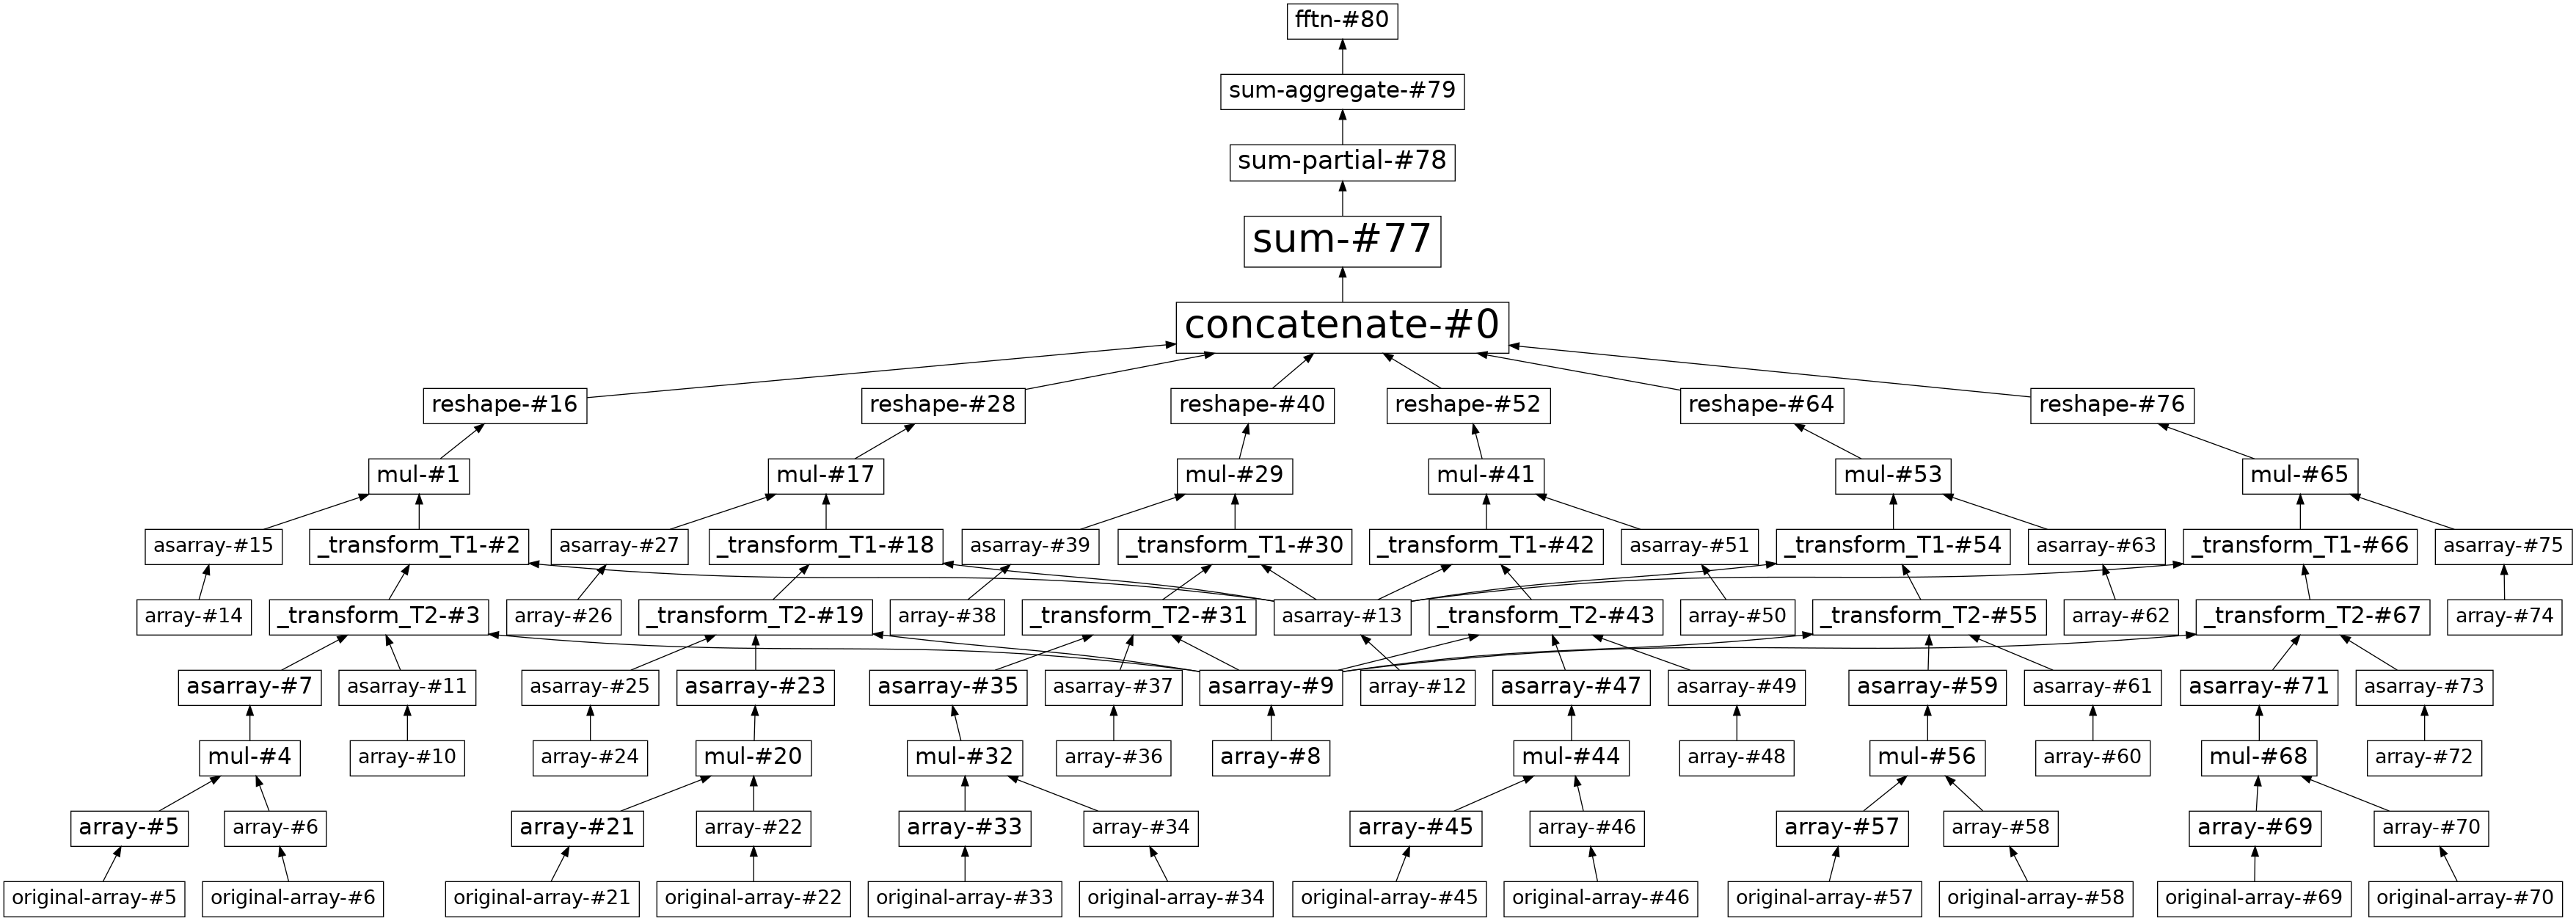 fftn-#80
sum-aggregate-#79
sum-partial-#78
sum-#77
concatenate-#0
reshape-#16
reshape-#28
reshape-#40
reshape-#52
reshape-#64
reshape-#76
mul-#1
mul-#17
mul-#29
mul-#41
mul-#53
mul-#65
asarray-#15
_transform_T1-#2
asarray-#27
_transform_T1-#18
asarray-#39
_transform_T1-#30
_transform_T1-#42
asarray-#51
_transform_T1-#54
asarray-#63
_transform_T1-#66
asarray-#75
array-#14
_transform_T2-#3
array-#26
_transform_T2-#19
array-#38
_transform_T2-#31
asarray-#13
_transform_T2-#43
array-#50
_transform_T2-#55
array-#62
_transform_T2-#67
array-#74
asarray-#7
asarray-#11
asarray-#25
asarray-#23
asarray-#35
asarray-#37
asarray-#9
array-#12
asarray-#47
asarray-#49
asarray-#59
asarray-#61
asarray-#71
asarray-#73
mul-#4
array-#10
array-#24
mul-#20
mul-#32
array-#36
array-#8
mul-#44
array-#48
mul-#56
array-#60
mul-#68
array-#72
array-#5
array-#6
array-#21
array-#22
array-#33
array-#34
array-#45
array-#46
array-#57
array-#58
array-#69
array-#70
original-array-#5
original-array-#6
original-array-#21
original-array-#22
original-array-#33
original-array-#34
original-array-#45
original-array-#46
original-array-#57
original-array-#58
original-array-#69
original-array-#70